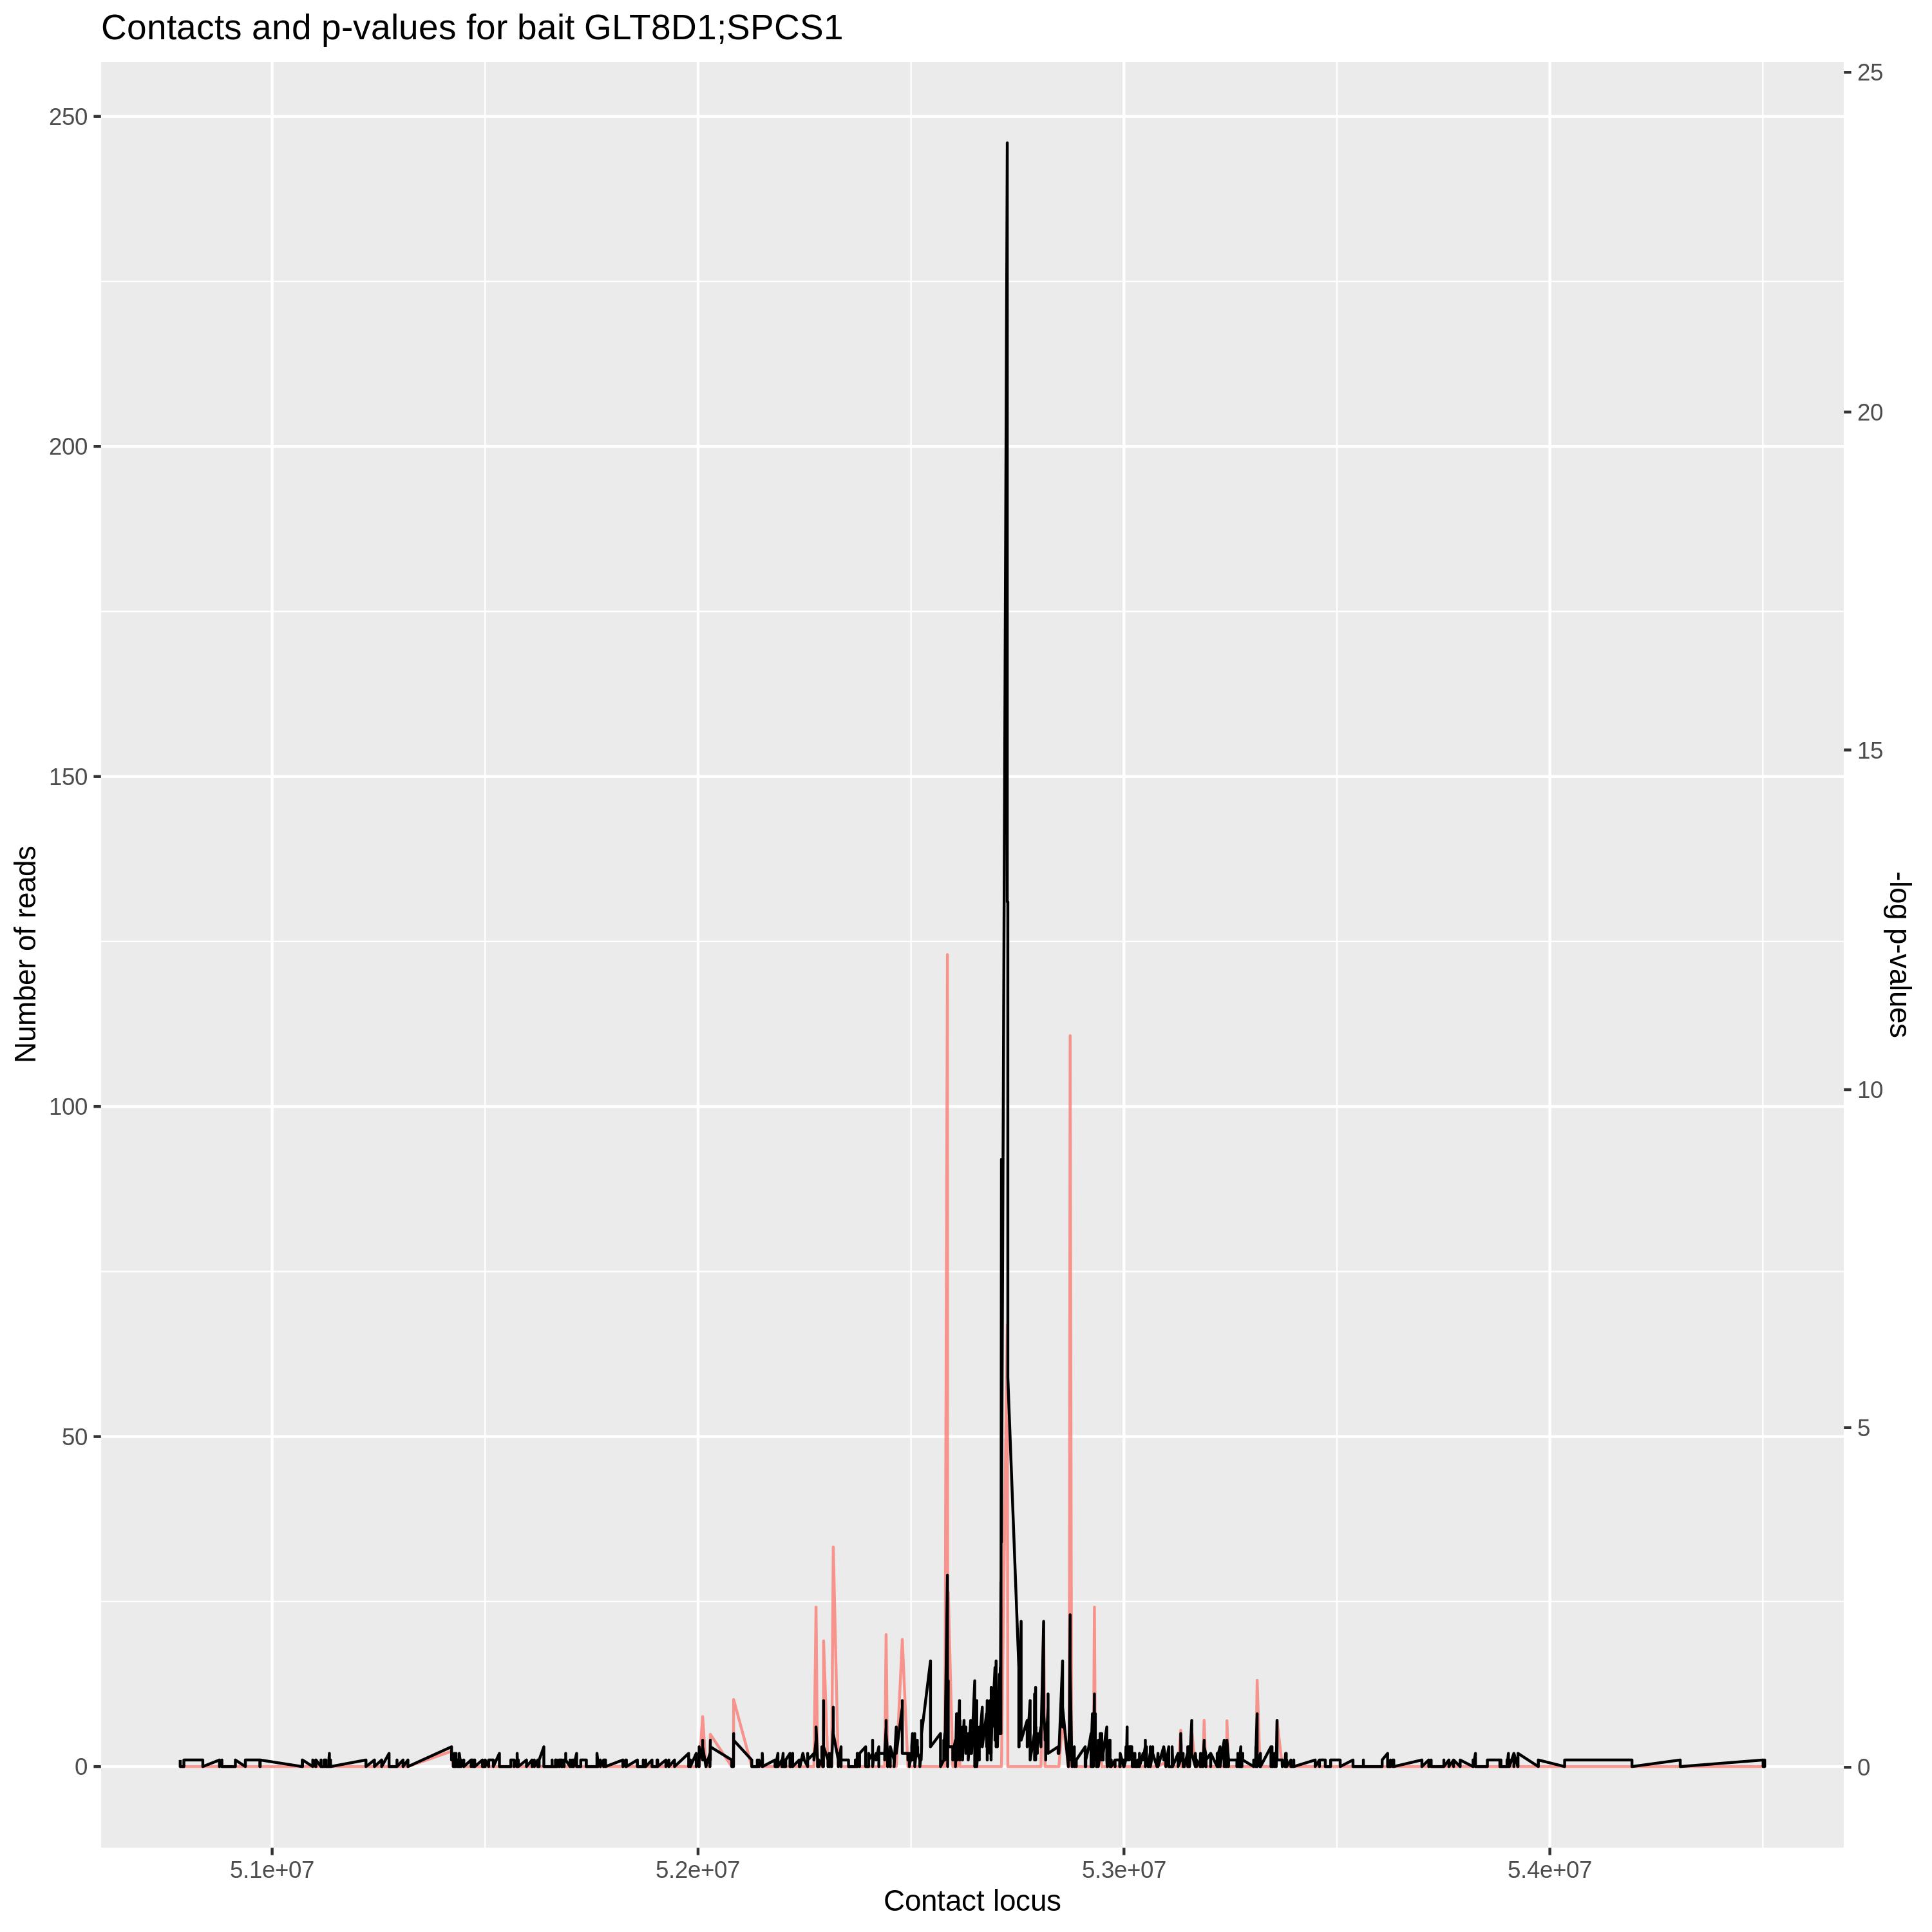 Contacts and p-values for bait GLT8D1;SPCS1
250
200
150
100
50
0
Number of reads
25
20
15
10
5
0
-log p-values
5.1e+07
5.2e+07
5.3e+07
5.4e+07
Contact locus